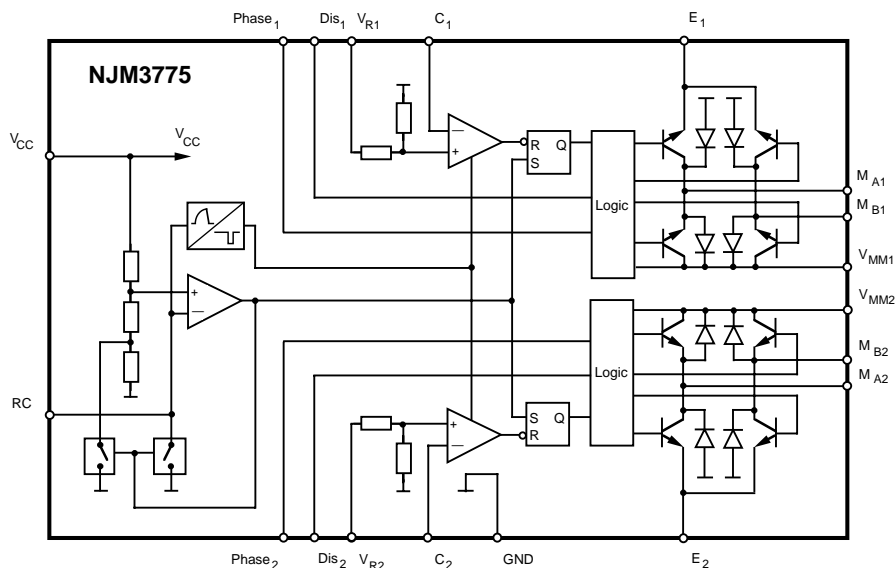 Phase1 Dis1 VR1 C1 E1
NJM3775
VCC VCC
R Q
S
– +
Logic
MA1
MB1
VMM1
VMM2
+ –
Logic
MB2
MA2
RC
S Q
R
+ –
Phase2 Dis2 VR2 C2 GND E2